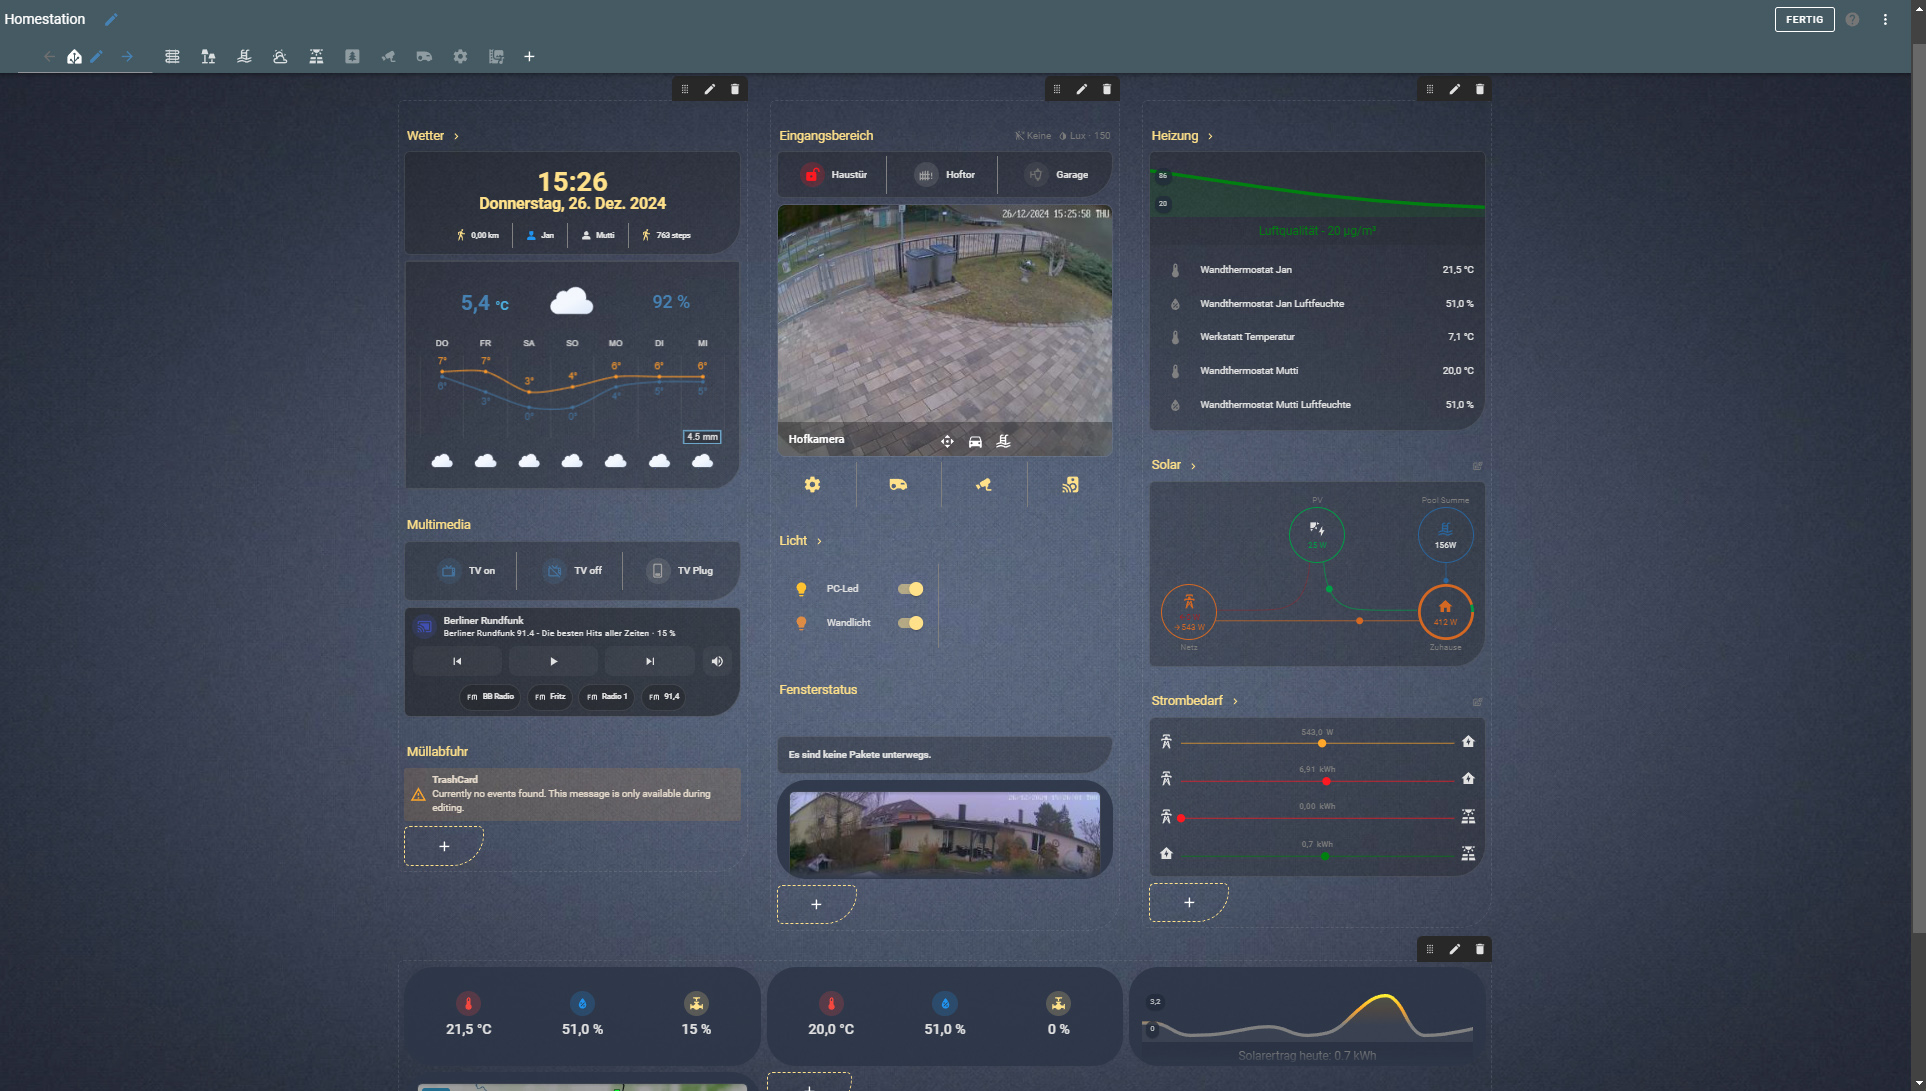 Homestation
FERTIG
Wetter
15:26
Donnerstag, 26. Dez. 2024
0,00 km
Jan
Mutti
763 steps
5,4 °C
92 %
DO FR SA SO MO DI MI
7° 7° 3° 4° 6° 6° 6°
6° 3° 0° 0° 4° 5° 5°
4.5 mm
Multimedia
TV on
TV off
TV Plug
Berliner Rundfunk
Berliner Rundfunk 91.4 - Die besten Hits aller Zeiten · 15 %
FM BB Radio
FM Fritz
FM Radio 1
FM 91,4
Müllabfuhr
TrashCard
Currently no events found. This message is only available during
editing.
Eingangsbereich
Keine
Lux · 150
Haustür
Hoftor
Garage
26/12/2024 15:25:58 THU
Hofkamera
Licht
PC-Led
Wandlicht
Fensterstatus
Es sind keine Pakete unterwegs.
Heizung
86
20
Luftqualität - 20 µg/m³
Wandthermostat Jan 21,5 °C
Wandthermostat Jan Luftfeuchte 51,0 %
Werkstatt Temperatur 7,1 °C
Wandthermostat Mutti 20,0 °C
Wandthermostat Mutti Luftfeuchte 51,0 %
Solar
PV
25 W
Pool Summe
156W
→543 W
Netz
412 W
Zuhause
Strombedarf
543,0 W
6,91 kWh
0,00 kWh
0,7 kWh
21,5 °C
51,0 %
15 %
20,0 °C
51,0 %
0 %
3,2
0
Solarertrag heute: 0.7 kWh